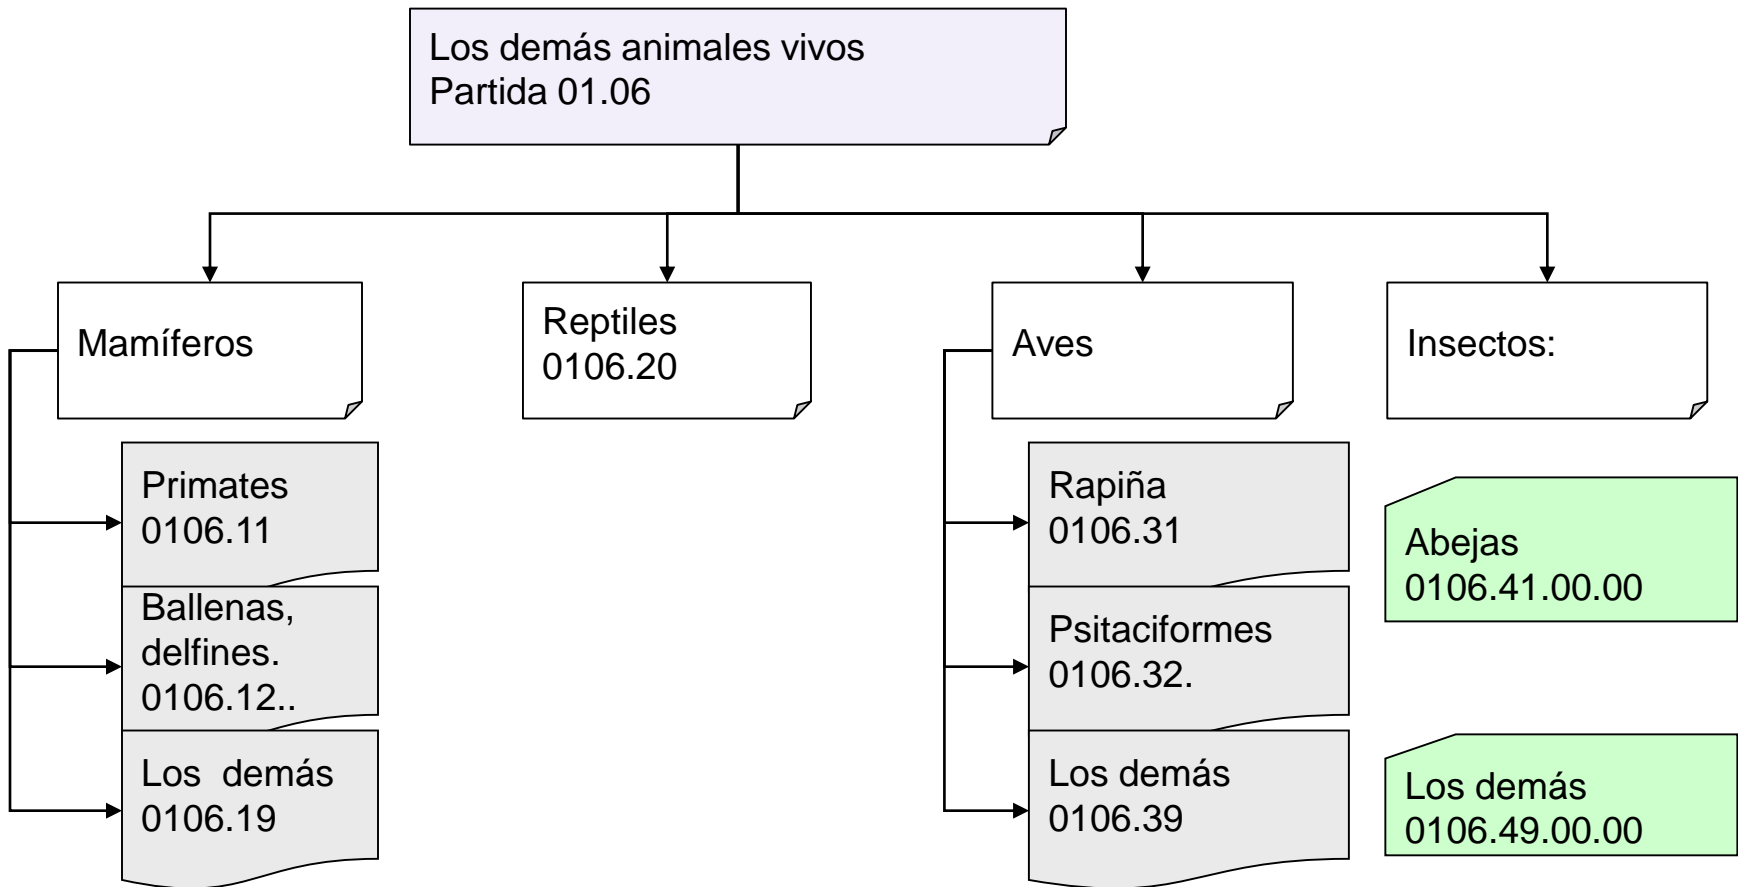 Los demás animales vivos
Partida 01.06
Mamíferos
Reptiles
0106.20
Aves
Insectos:
Primates
0106.11
Ballenas,
delfines.
0106.12..
Los  demás
0106.19
Rapiña
0106.31
Psitaciformes
0106.32.
Los demás
0106.39
Abejas
0106.41.00.00
Los demás
0106.49.00.00